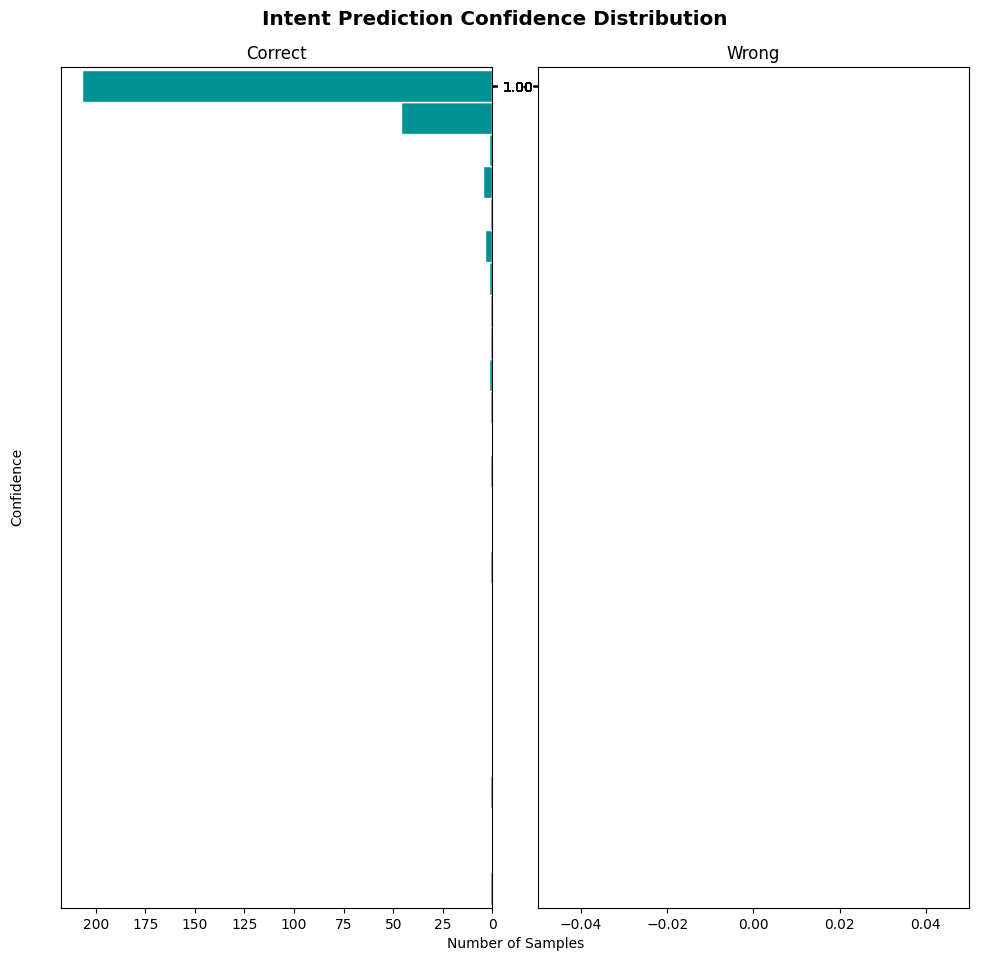 Intent Prediction Confidence Distribution
Correct
Wrong
1.00
Confidence
200 175 150 125 100 75 50 25 0
−0.04 −0.02 0.00 0.02 0.04
Number of Samples